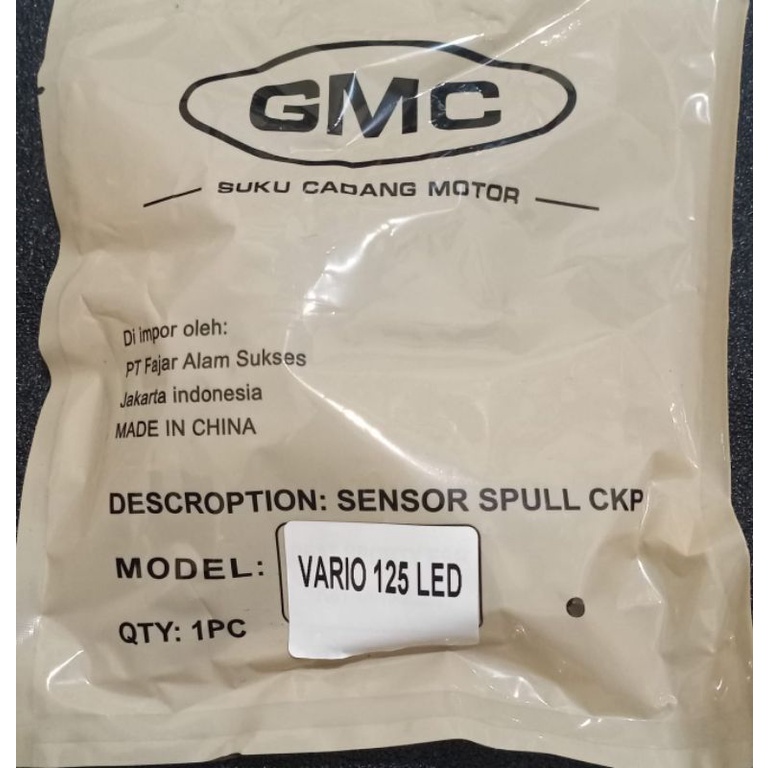 GMC
SUKU CADANG MOTOR
Di impor oleh:
PT Fajar Alam Sukses
Jakarta indonesia
MADE IN CHINA
DESCROPTION: SENSOR SPULL CKP
MODEL: VARIO 125 LED
QTY: 1PC